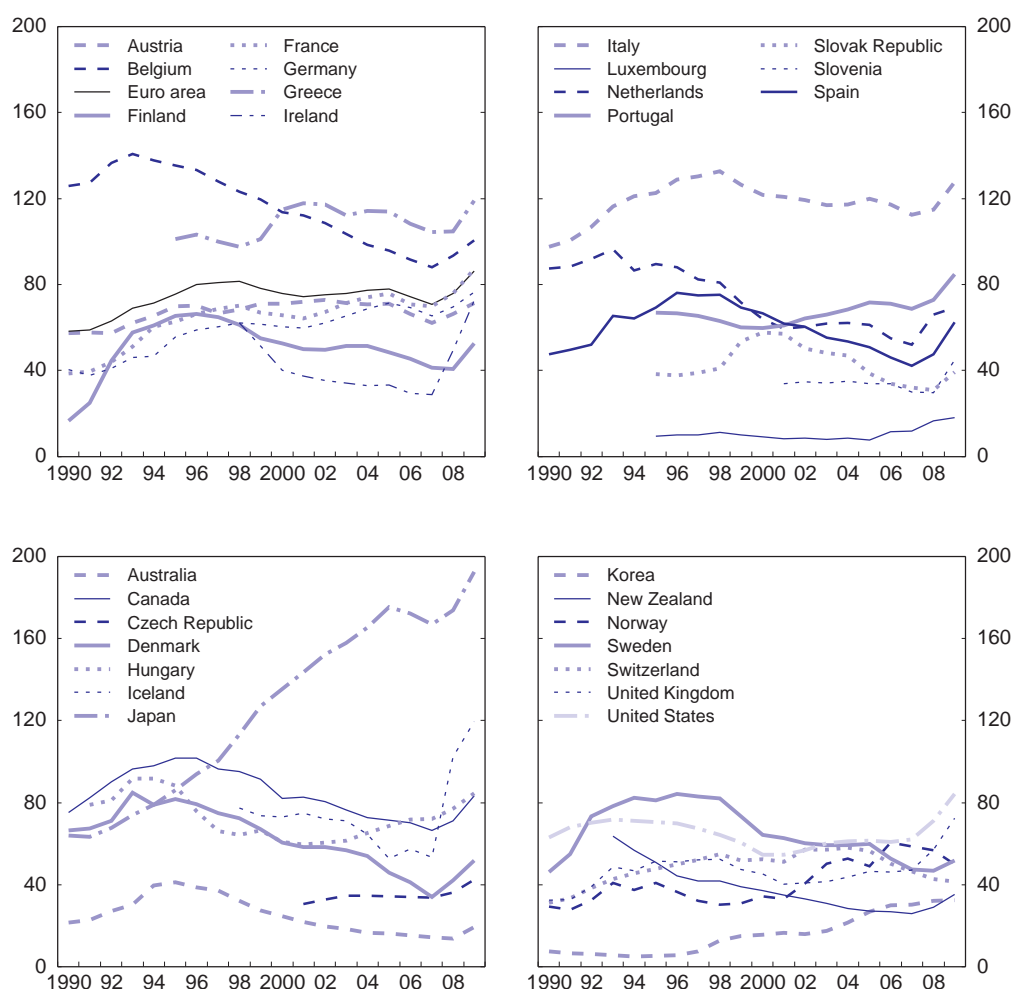 200
160
120
80
40
0
Austria France
Belgium Germany
Euro area Greece
Finland Ireland
1990 92 94 96 98 2000 02 04 06 08
200
160
120
80
40
0
Italy Slovak Republic
Luxembourg Slovenia
Netherlands Spain
Portugal
1990 92 94 96 98 2000 02 04 06 08
200
160
120
80
40
0
Australia
Canada
Czech Republic
Denmark
Hungary
Iceland
Japan
1990 92 94 96 98 2000 02 04 06 08
200
160
120
80
40
0
Korea
New Zealand
Norway
Sweden
Switzerland
United Kingdom
United States
1990 92 94 96 98 2000 02 04 06 08